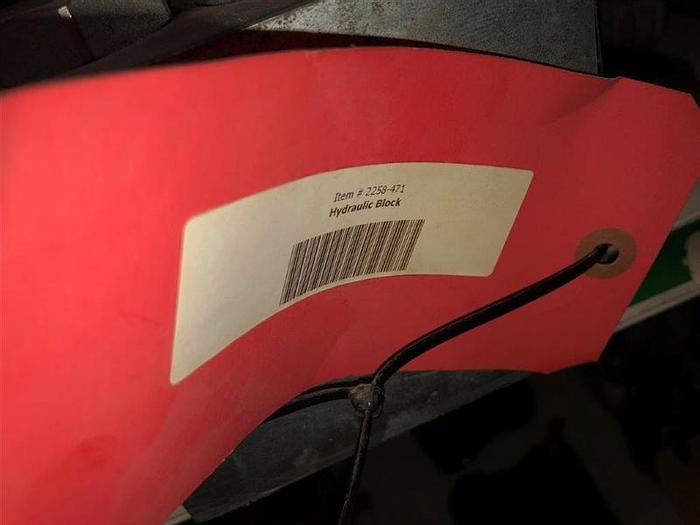 Item # 2258-471
Hydraulic Block